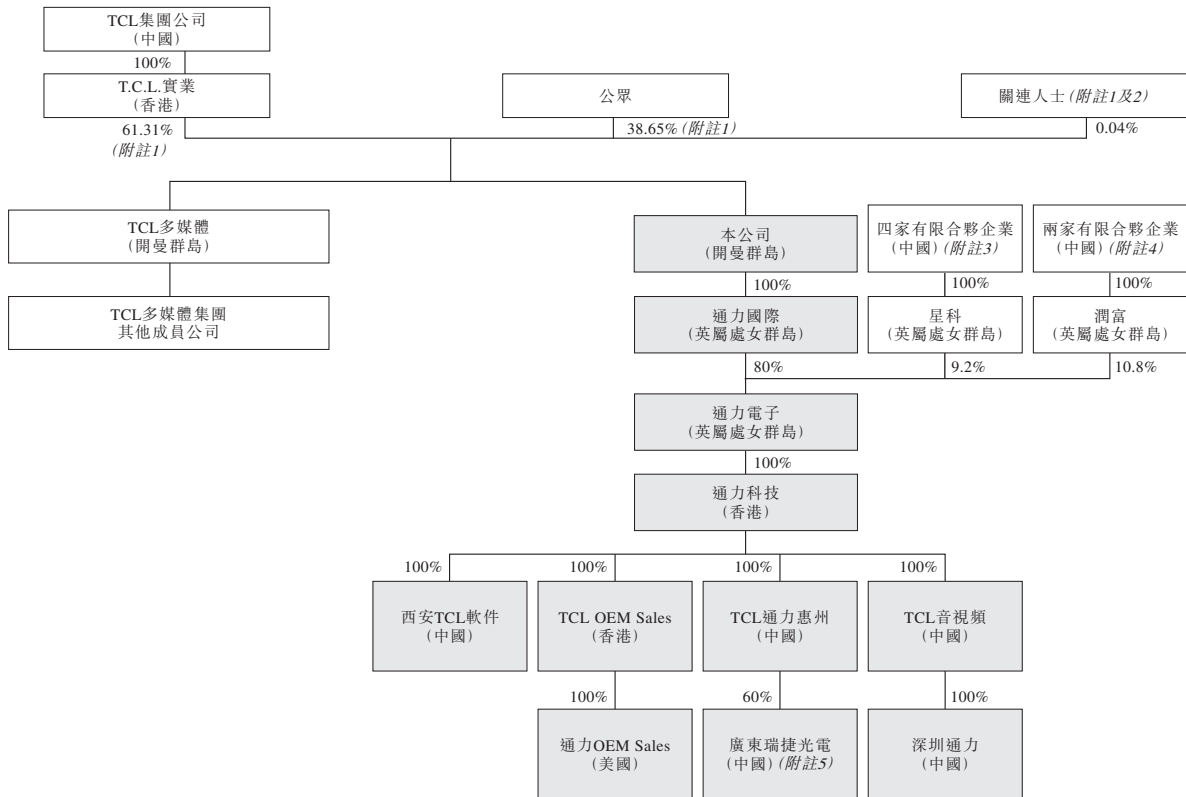 TCL集團公司
(中國)
100%
T.C.L.實業
(香港)
公眾
關連人士(附註1及2)
61.31%
(附註1)
38.65%(附註1)
0.04%
TCL多媒體
(開曼群島)
本公司
(開曼群島)
四家有限合夥企業
(中國)(附註3)
兩家有限合夥企業
(中國)(附註4)
100%
100%
100%
TCL多媒體集團
其他成員公司
通力國際
(英屬處女群島)
星科
(英屬處女群島)
潤富
(英屬處女群島)
80%
9.2%
10.8%
通力電子
(英屬處女群島)
100%
通力科技
(香港)
100%
100%
100%
100%
西安TCL軟件
(中國)
TCL OEM Sales
(香港)
TCL通力惠州
(中國)
TCL音視頻
(中國)
100%
60%
100%
通力OEM Sales
(美國)
廣東瑞捷光電
(中國)(附註5)
深圳通力
(中國)